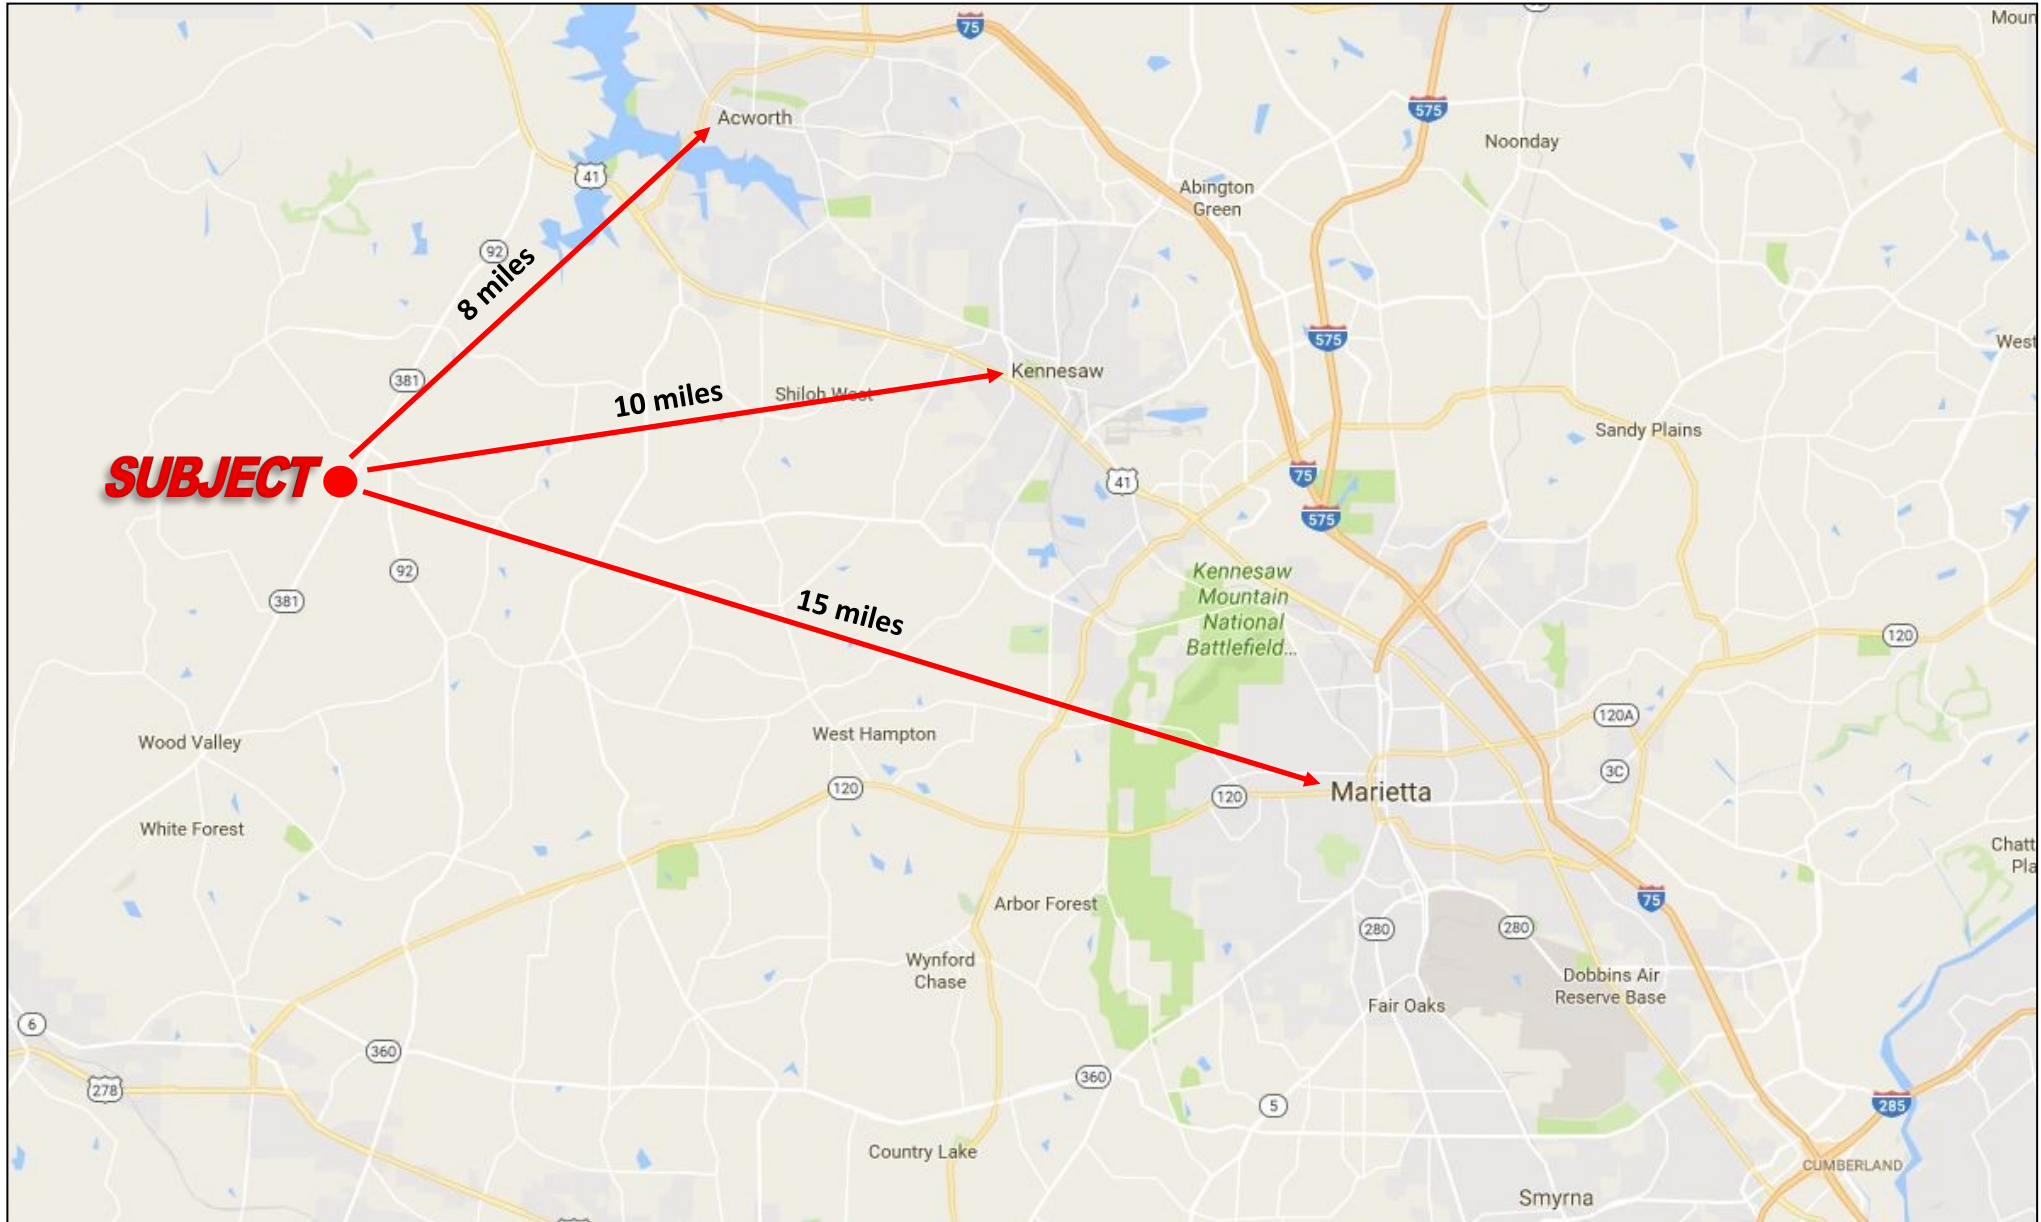 Moun
75
Acworth
575
Noonday
41
Abington
Green
92
8 miles
575
West
381
Kennesaw
10 miles
Shiloh West
Sandy Plains
SUBJECT
75
41
575
92
Kennesaw
Mountain
National
Battlefield...
381
15 miles
120
120A
West Hampton
Wood Valley
3C
120
120
Marietta
White Forest
Chatt
Pla
75
Arbor Forest
280
280
Wynford
Chase
Dobbins Air
Reserve Base
Fair Oaks
6
360
360
278
5
285
Country Lake
CUMBERLAND
Smyrna